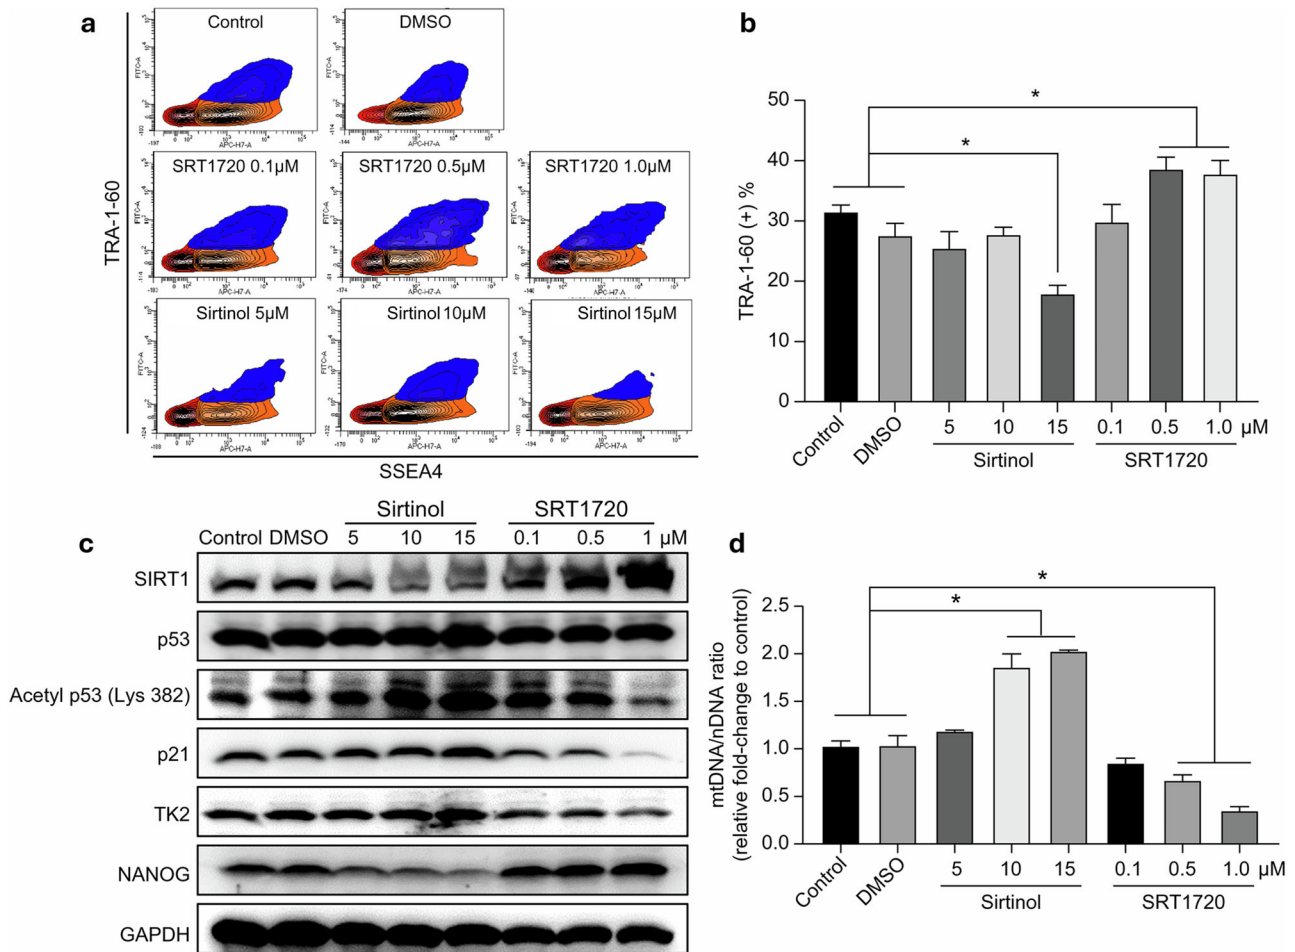 a
Control
DMSO
SRT1720 0.1μM
SRT1720 0.5μM
SRT1720 1.0μM
Sirtinol 5μM
Sirtinol 10μM
Sirtinol 15μM
FITC-A
APC-H7-A
TRA-1-60
SSEA4
b
TRA-1-60 (+) %
50
40
30
20
10
0
*
*
Control
DMSO
5
10
15
0.1
0.5
1.0
μM
Sirtinol
SRT1720
c
Sirtinol
SRT1720
Control DMSO 5 10 15 0.1 0.5 1 μM
SIRT1
p53
Acetyl p53 (Lys 382)
p21
TK2
NANOG
GAPDH
d
mtDNA/nDNA ratio
(relative fold-change to control)
2.5
2.0
1.5
1.0
0.5
0.0
*
*
Control
DMSO
5
10
15
0.1
0.5
1.0
μM
Sirtinol
SRT1720